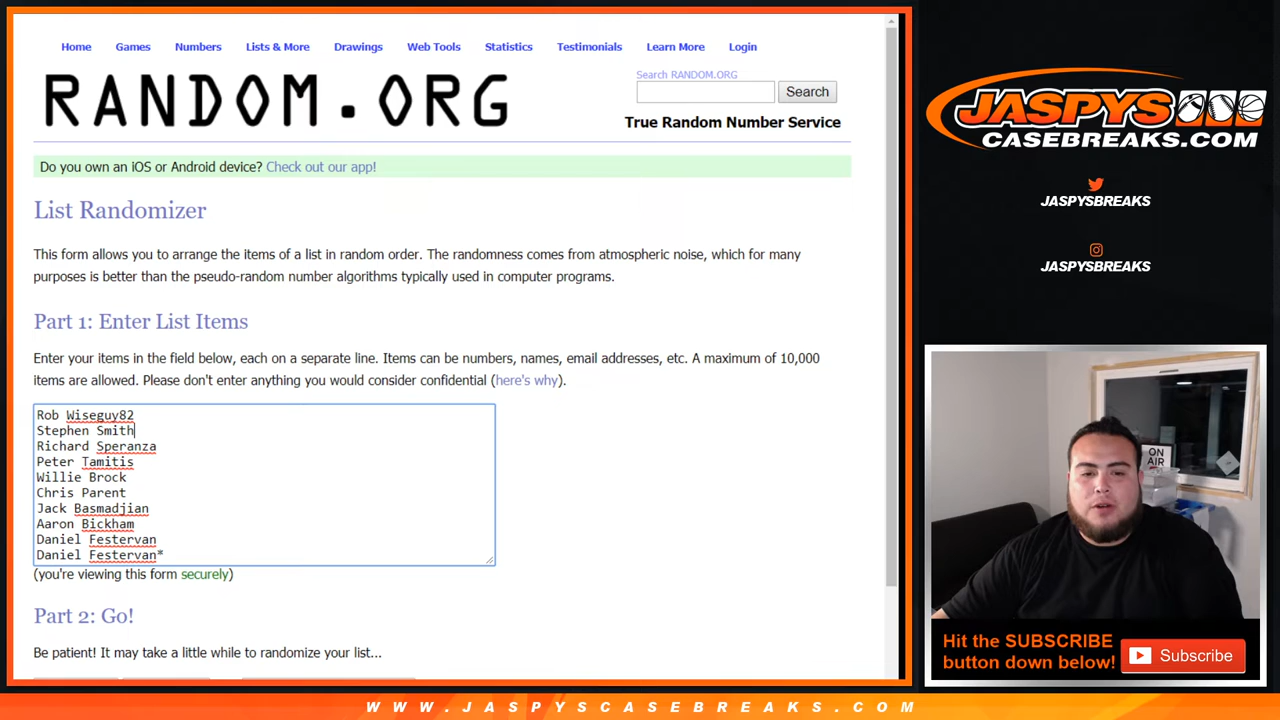 Home Games Numbers Lists & More Drawings Web Tools Statistics Testimonials Learn More Login
RANDOM.ORG
Search RANDOM.ORG
Search
True Random Number Service
Do you own an iOS or Android device? Check out our app!
List Randomizer
This form allows you to arrange the items of a list in random order. The randomness comes from atmospheric noise, which for many
purposes is better than the pseudo-random number algorithms typically used in computer programs.
Part 1: Enter List Items
Enter your items in the field below, each on a separate line. Items can be numbers, names, email addresses, etc. A maximum of 10,000
items are allowed. Please don't enter anything you would consider confidential (here's why).
Rob Wiseguy82
Stephen Smith
Richard Speranza
Peter Tamitis
Willie Brock
Chris Parent
Jack Basmadjian
Aaron Bickham
Daniel Festervan
Daniel Festervan*
(you're viewing this form securely)
Part 2: Go!
Be patient! It may take a little while to randomize your list...
JASPYS
CASEBREAKS.COM
JASPYSBREAKS
JASPYSBREAKS
ON
AIR
Hit the SUBSCRIBE
button down below!
Subscribe
WWW.JASPYSCASEBREAKS.COM